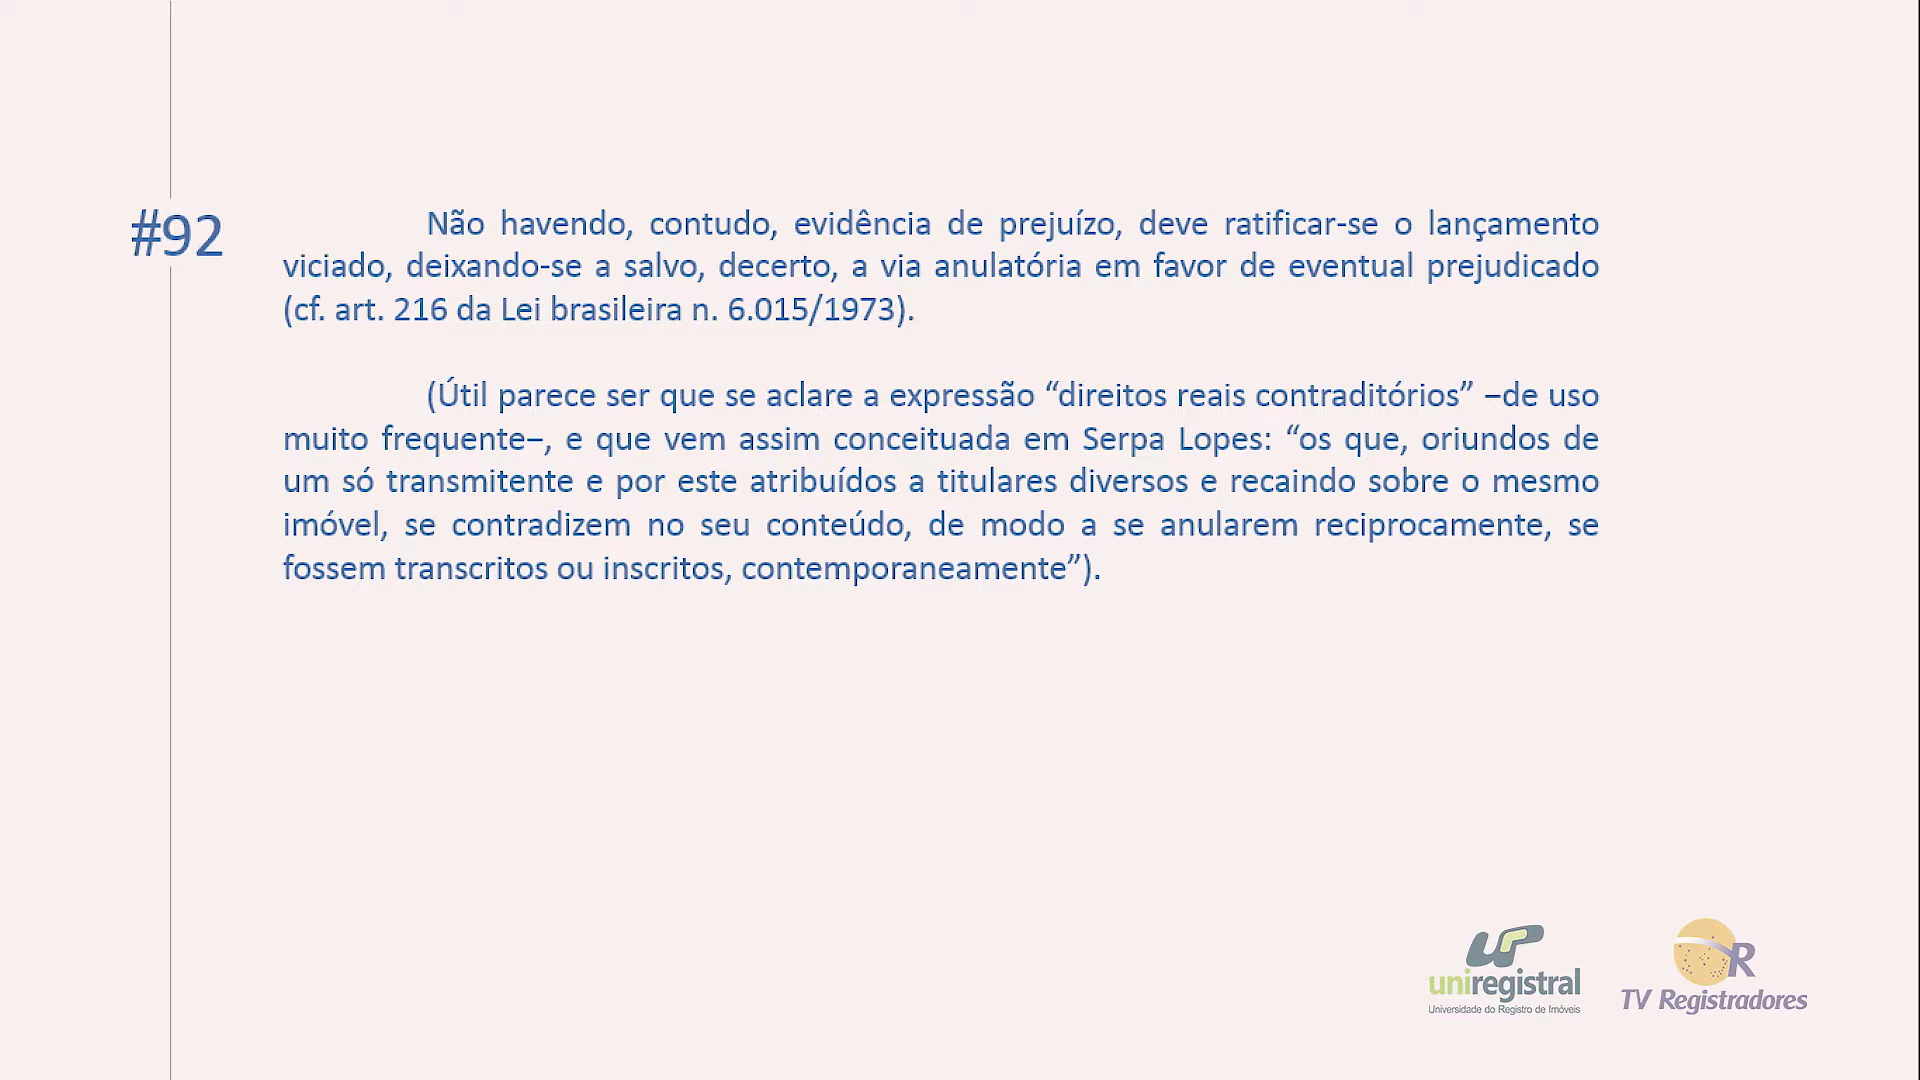 #92
Não havendo, contudo, evidência de prejuízo, deve ratificar-se o lançamento
viciado, deixando-se a salvo, decerto, a via anulatória em favor de eventual prejudicado
(cf. art. 216 da Lei brasileira n. 6.015/1973).
(Útil parece ser que se aclare a expressão “direitos reais contraditórios” −de uso
muito frequente−, e que vem assim conceituada em Serpa Lopes: “os que, oriundos de
um só transmitente e por este atribuídos a titulares diversos e recaindo sobre o mesmo
imóvel, se contradizem no seu conteúdo, de modo a se anularem reciprocamente, se
fossem transcritos ou inscritos, contemporaneamente”).
uniregistral
Universidade do Registro de Imóveis
R
TV Registradores